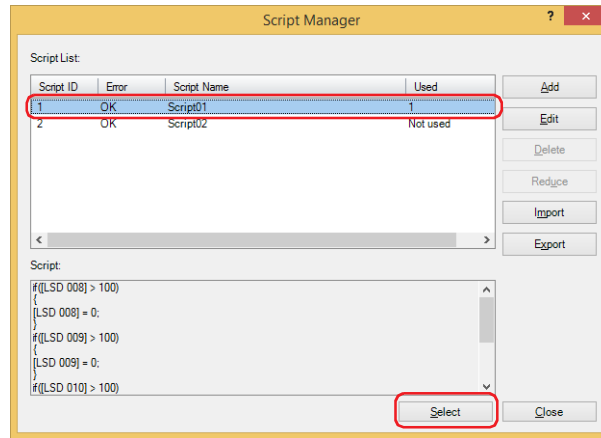 Script Manager
?
×
Script List:
Script ID Error Script Name Used
1 OK Script01 1
2 OK Script02 Not used
Add
Edit
Delete
Reduce
Import
Export
Script:
if([LSD 008] > 100)
{
[LSD 008] = 0;
}
if([LSD 009] > 100)
{
[LSD 009] = 0;
}
if([LSD 010] > 100)
Select
Close